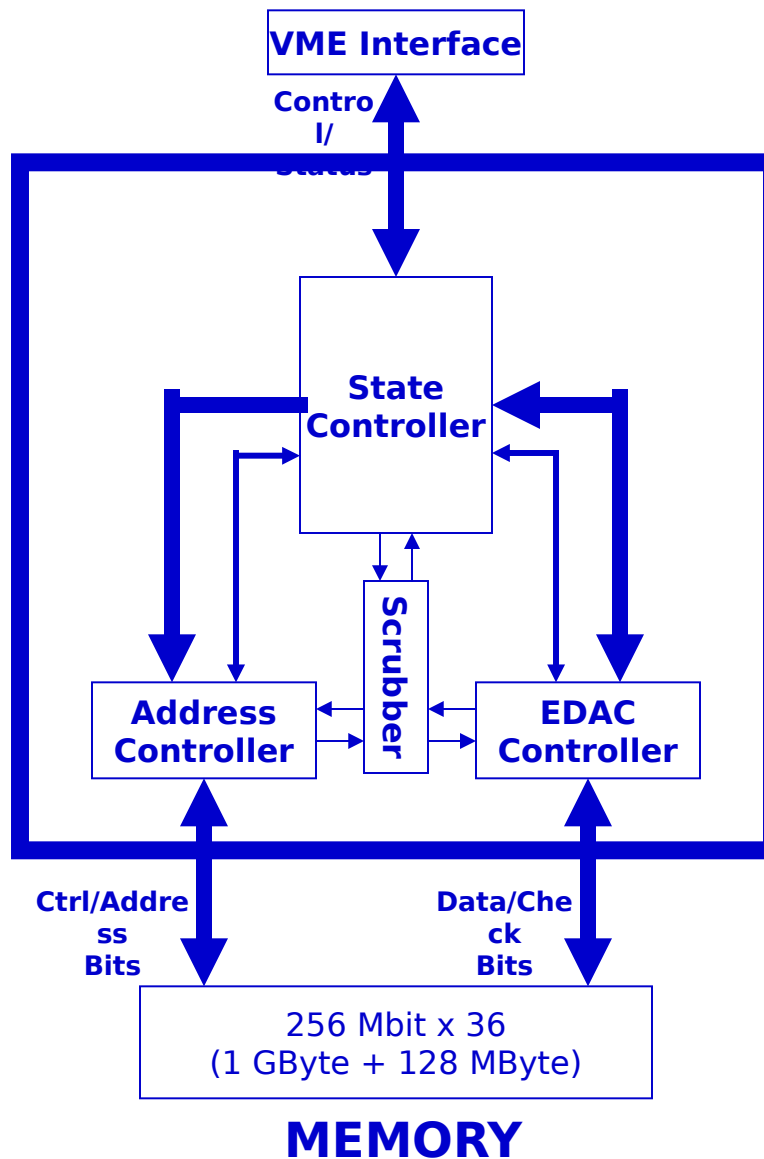 VME Interface
Contro
l/
Status
State
Controller
Scrubber
Address
Controller
EDAC
Controller
Ctrl/Addre
ss
Bits
Data/Che
ck
Bits
256 Mbit x 36
(1 GByte + 128 MByte)
MEMORY